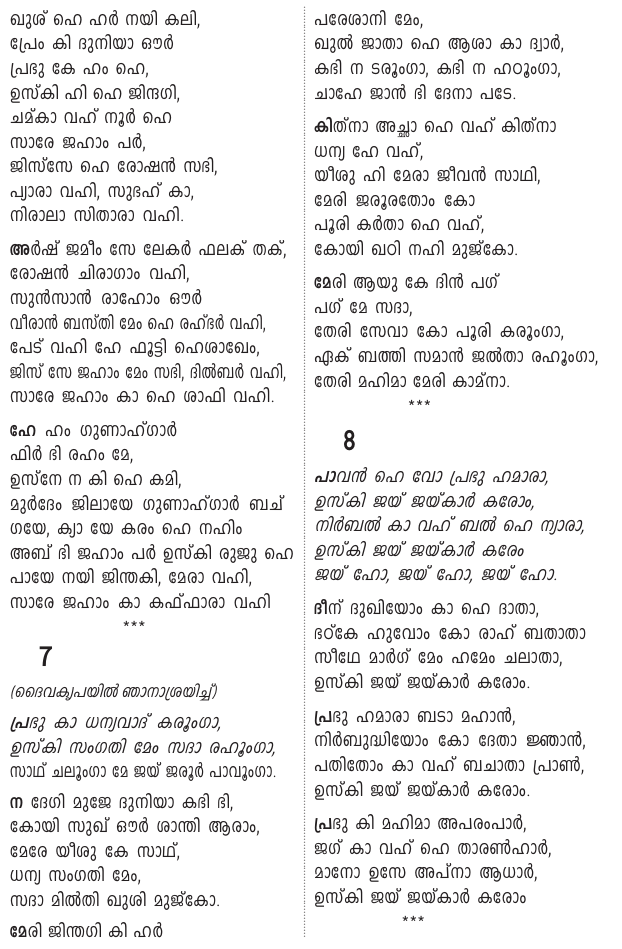 ഖുശ് ഹെ ഹർ നയി കലി,
പ്രേം കി ദുനിയാ ഔർ
പ്രഭു കേ ഹം ഹെ,
ഉസ്കി ഹി ഹെ ജിന്ദഗി,
ചമ്കാ വഹ് നൂർ ഹെ
സാരേ ജഹാം പർ,
ജിസ്സേ ഹെ രോഷൻ സഭി,
പ്യാരാ വഹി, സുഭഹ് കാ,
നിരാലാ സിതാരാ വഹി.
അർഷ് ജമീം സേ ലേകർ ഫലക് തക്,
രോഷൻ ചിരാഗാം വഹി,
സുൻസാൻ രാഹോം ഔർ
വീരാൻ ബസ്തി മേം ഹെ രഹ്ഭർ വഹി,
പേട് വഹി ഹേ ഫൂട്ടി ഹെശാഖേം,
ജിസ് സേ ജഹാം മേം സഭി, ദിൽബർ വഹി,
സാരേ ജഹാം കാ ഹെ ശാഫി വഹി.
ഹേ ഹം ഗുണാഹ്ഗാർ
ഫിർ ഭി രഹം മേ,
ഉസ്നേ ന കി ഹെ കമി,
മുർദേം ജിലായേ ഗുണാഹ്ഗാർ ബച്
ഗയേ, ക്യാ യേ കരം ഹെ നഹിം
അബ് ഭി ജഹാം പർ ഉസ്കി രുജു ഹെ
പായേ നയി ജിന്തകി, മേരാ വഹി,
സാരേ ജഹാം കാ കഫ്ഫാരാ വഹി
***
7
(ദൈവകൃപയിൽ ഞാനാശ്രയിച്ച്)
പ്രഭു കാ ധന്യവാദ് കരൂംഗാ,
ഉസ്കി സംഗതി മേം സദാ രഹൂംഗാ,
സാഥ് ചലൂംഗാ മേ ജയ് ജരൂർ പാവൂംഗാ.
ന ദേഗി മുജേ ദുനിയാ കഭി ഭി,
കോയി സുഖ് ഔർ ശാന്തി ആരാം,
മേരേ യീശു കേ സാഥ്,
ധന്യ സംഗതി മേം,
സദാ മിൽതി ഖുശി മുജ്കോ.
മേരി ജിന്തഗി കി ഹർ
പരേശാനി മേം,
ഖുൽ ജാതാ ഹെ ആശാ കാ ദ്വാർ,
കഭി ന ടരൂംഗാ, കഭി ന ഹഠൂംഗാ,
ചാഹേ ജാൻ ഭി ദേനാ പടേ.
കിത്നാ അച്ഛാ ഹെ വഹ് കിത്നാ
ധന്യ ഹേ വഹ്,
യീശു ഹി മേരാ ജീവൻ സാഥി,
മേരി ജരൂരതോം കോ
പൂരി കർതാ ഹെ വഹ്,
കോയി ഖഠി നഹി മുജ്കോ.
മേരി ആയു കേ ദിൻ പഗ്
പഗ് മേ സദാ,
തേരി സേവാ കോ പൂരി കരൂംഗാ,
ഏക് ബത്തി സമാൻ ജൽതാ രഹൂംഗാ,
തേരി മഹിമാ മേരി കാമ്നാ.
***
8
പാവൻ ഹെ വോ പ്രഭു ഹമാരാ,
ഉസ്കി ജയ് ജയ്കാർ കരോം,
നിർബൽ കാ വഹ് ബൽ ഹെ ന്യാരാ,
ഉസ്കി ജയ് ജയ്കാർ കരേം
ജയ് ഹോ, ജയ് ഹോ, ജയ് ഹോ.
ദീന് ദുഖിയോം കാ ഹെ ദാതാ,
ഭഠ്കേ ഹുവോം കോ രാഹ് ബതാതാ
സീഥേ മാർഗ് മേം ഹമേം ചലാതാ,
ഉസ്കി ജയ് ജയ്കാർ കരോം.
പ്രഭു ഹമാരാ ബടാ മഹാൻ,
നിർബുദ്ധിയോം കോ ദേതാ ജ്ഞാൻ,
പതിതോം കാ വഹ് ബചാതാ പ്രാൺ,
ഉസ്കി ജയ് ജയ്കാർ കരോം.
പ്രഭു കി മഹിമാ അപരംപാർ,
ജഗ് കാ വഹ് ഹെ താരൺഹാർ,
മാനോ ഉസേ അപ്നാ ആധാർ,
ഉസ്കി ജയ് ജയ്കാർ കരോം
***